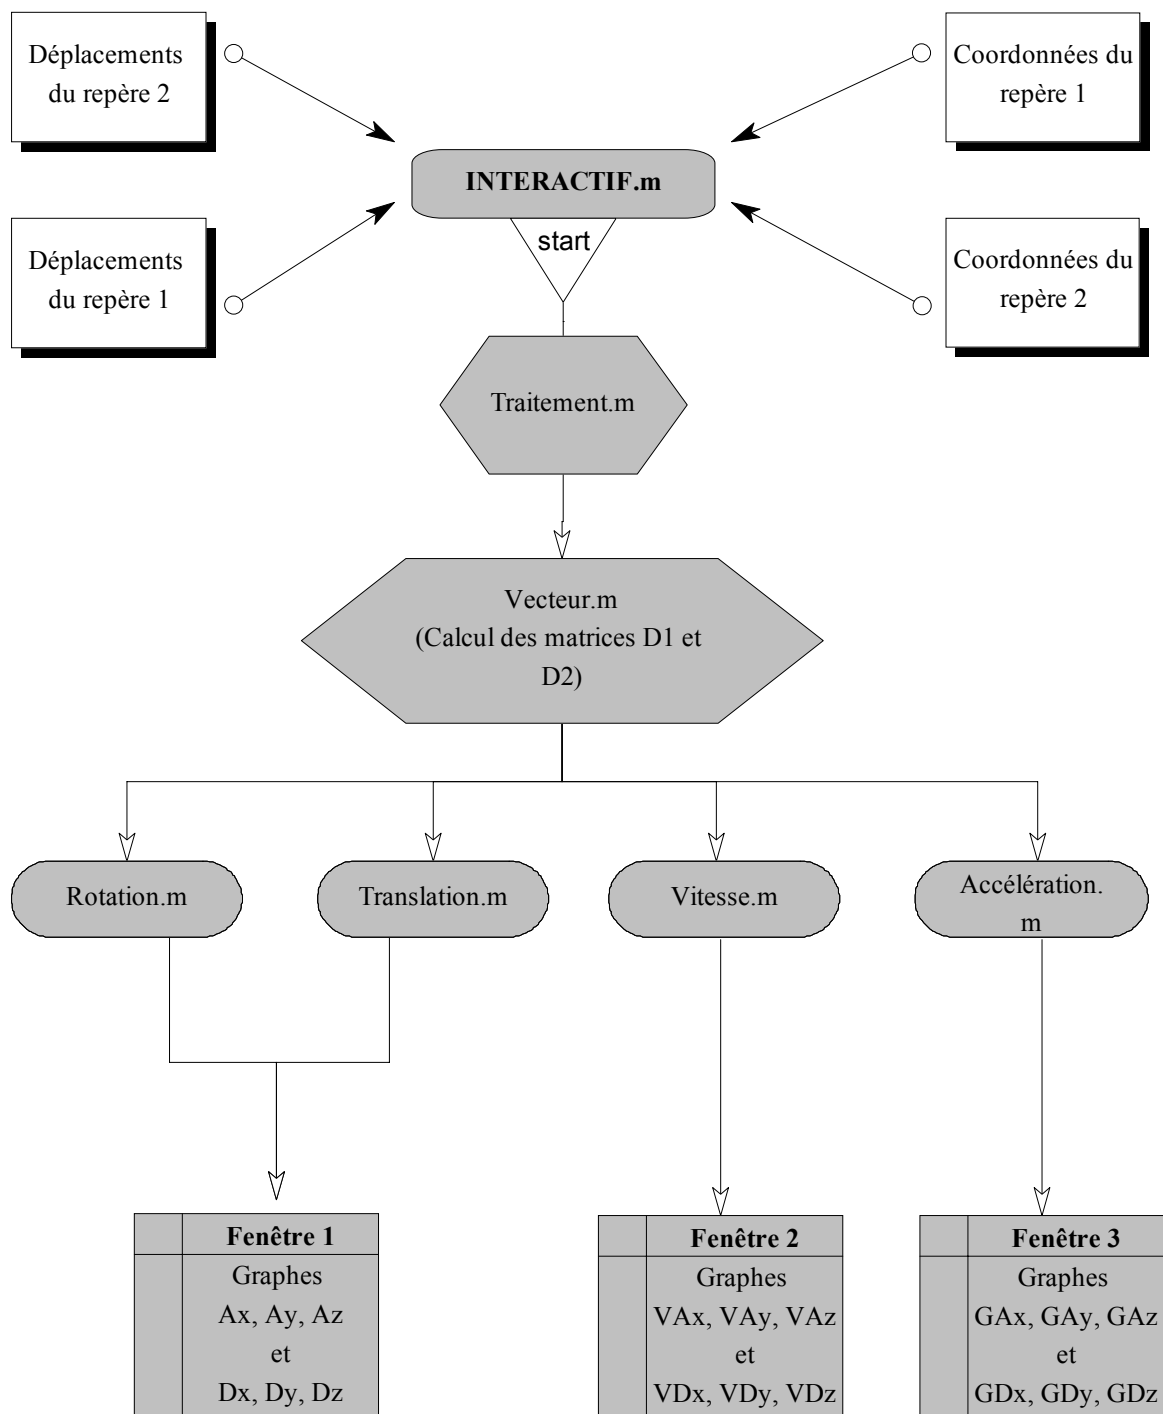 Déplacements
du repère 2
Coordonnées du
repère 1
INTERACTIF.m
start
Déplacements
du repère 1
Coordonnées du
repère 2
Traitement.m
Vecteur.m
(Calcul des matrices D1 et
D2)
Rotation.m
Translation.m
Vitesse.m
Accélération.
m
Fenêtre 1
Graphes
Ax, Ay, Az
et
Dx, Dy, Dz
Fenêtre 2
Graphes
VAx, VAy, VAz
et
VDx, VDy, VDz
Fenêtre 3
Graphes
GAx, GAy, GAz
et
GDx, GDy, GDz